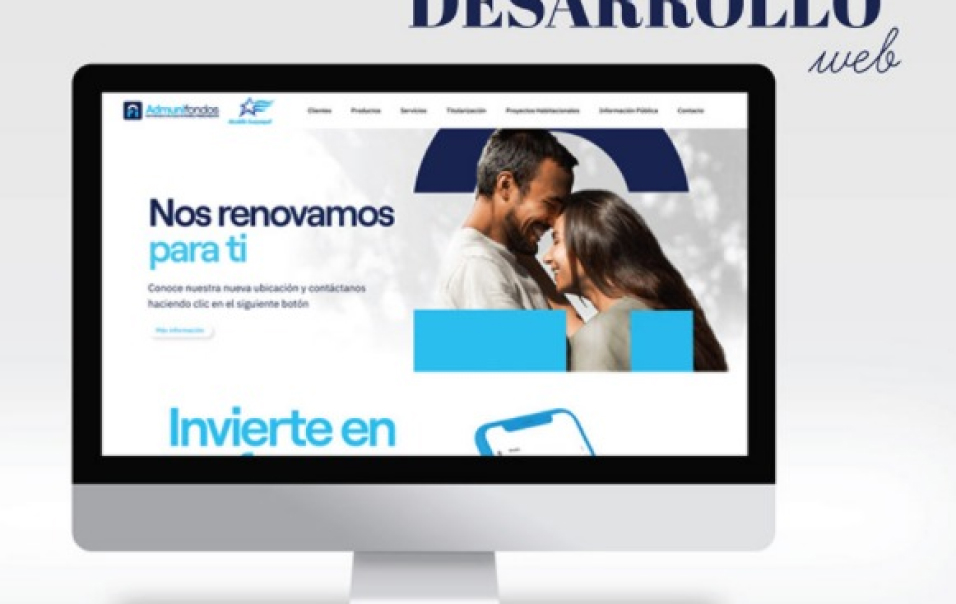 DESARROLLO
web
Admunifondos
Clientes Productos Servicios Titularización Proyectos Habitacionales Información Pública Contacto
Nos renovamos
para ti
Conoce nuestra nueva ubicación y contáctanos
haciendo clic en el siguiente botón
Más información
Invierte en